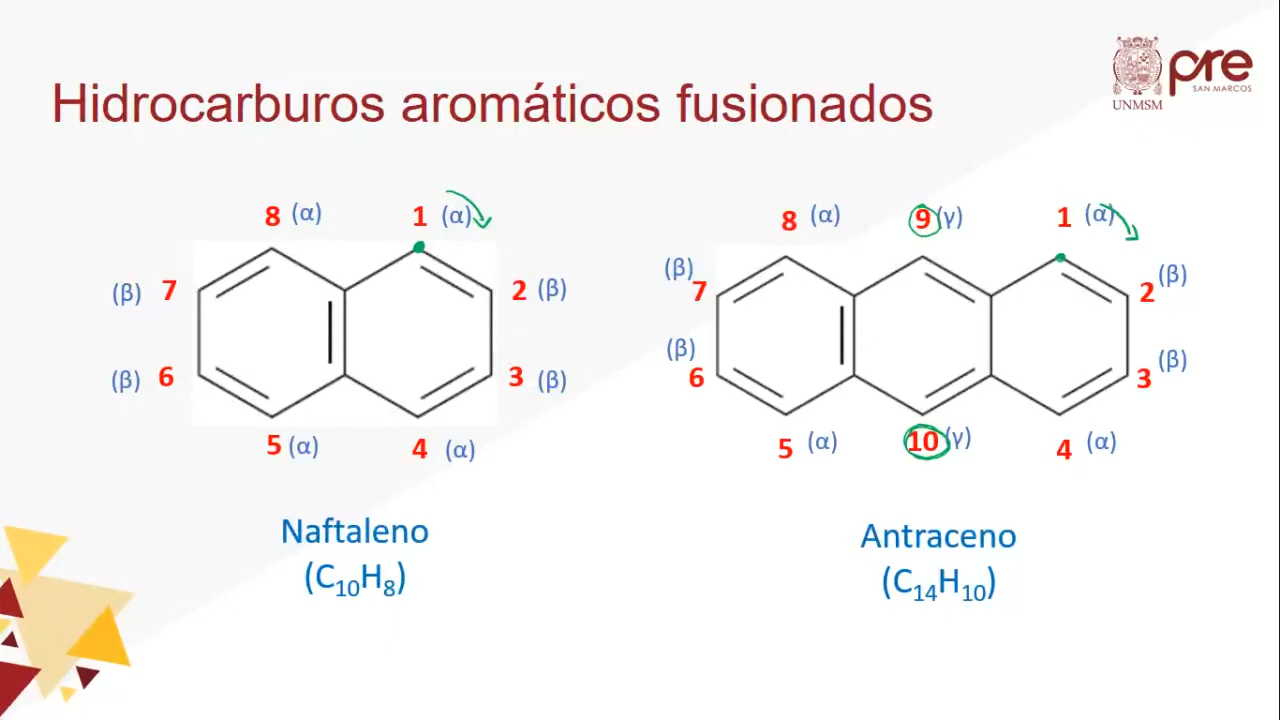 Hidrocarburos aromáticos fusionados
pre
SAN MARCOS
UNMSM
8 (α) 1 (α)
(β) 7 2 (β)
(β) 6 3 (β)
5 (α) 4 (α)
Naftaleno
(C₁₀H₈)
8 (α) 9 (γ) 1 (α)
(β) 7 2 (β)
(β) 6 3 (β)
5 (α) 10 (γ) 4 (α)
Antraceno
(C₁₄H₁₀)